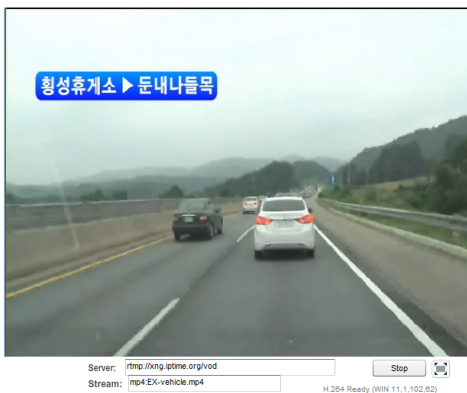 횡성휴게소 ▶ 둔내나들목
Server: rtmp://xng.iptime.org/vod
Stop
Stream: mp4:EX-vehicle.mp4
H.264 Ready (WIN 11,1,102,62)